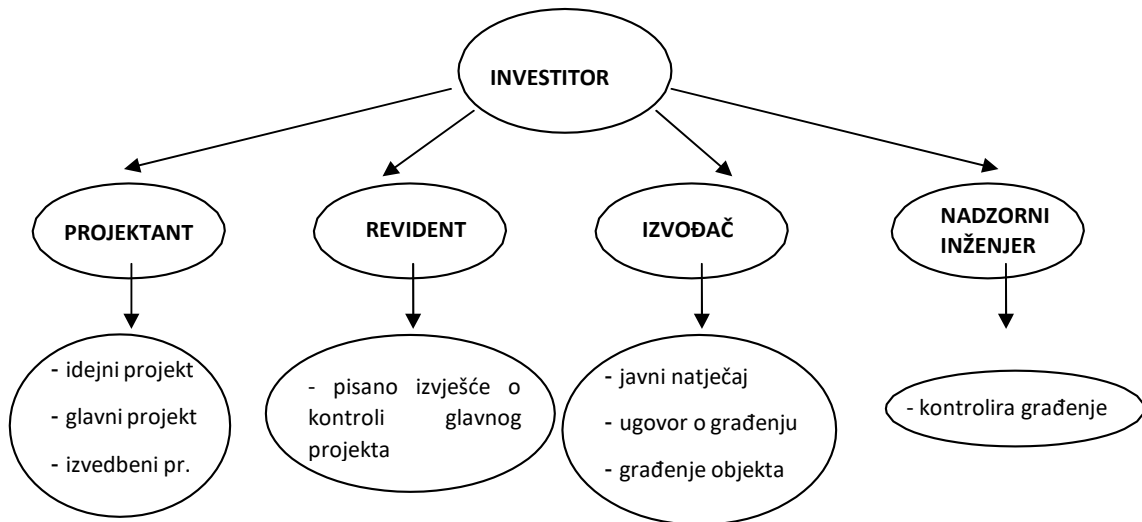 INVESTITOR
PROJEKTANT
REVIDENT
IZVOĐAČ
NADZORNI
INŽENJER
- idejni projekt
- glavni projekt
- izvedbeni pr.
- pisano izvješće o
kontroli glavnog
projekta
- javni natječaj
- ugovor o građenju
- građenje objekta
- kontrolira građenje